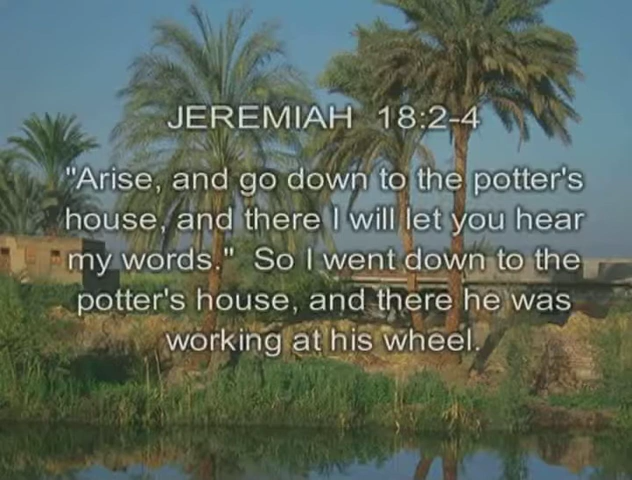 JEREMIAH 18:2-4
"Arise, and go down to the potter's
house, and there I will let you hear
my words." So I went down to the
potter's house, and there he was
working at his wheel.